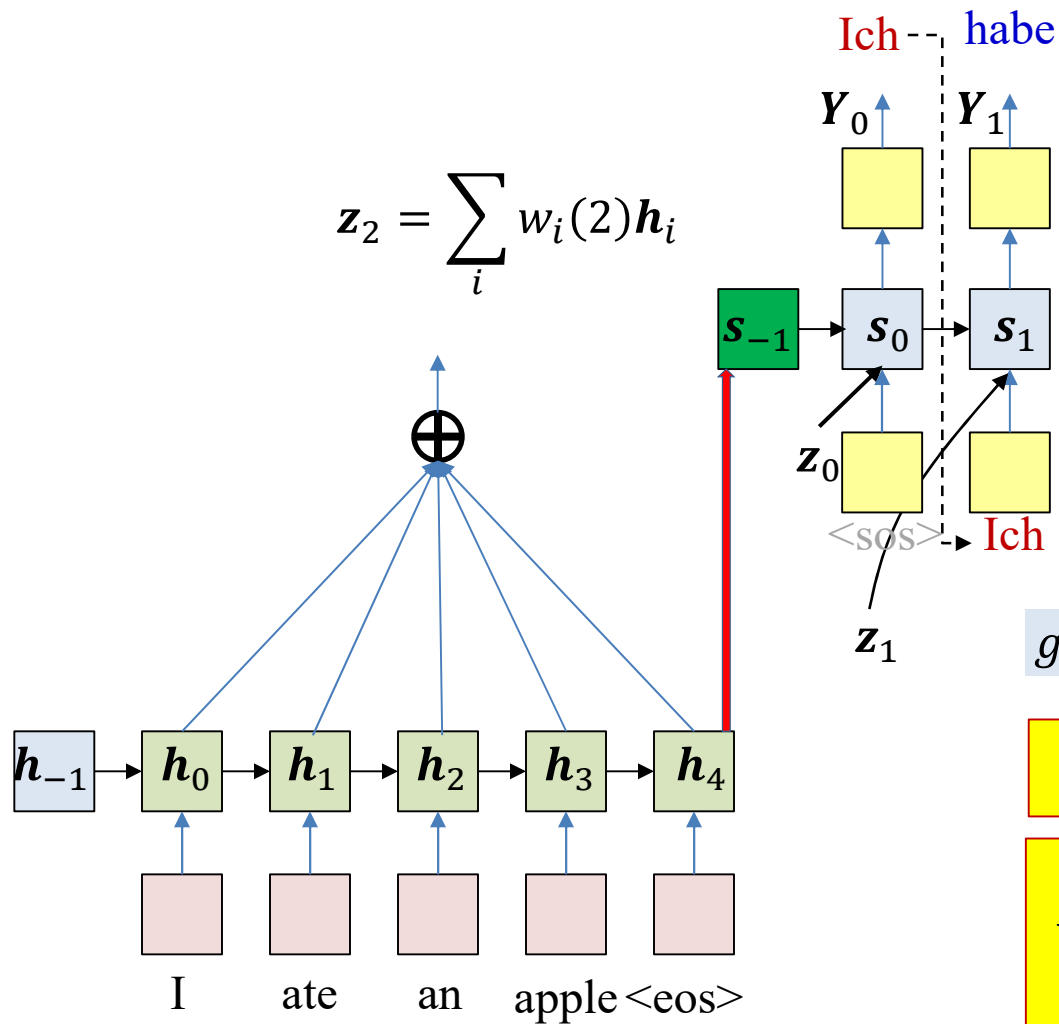 Ich habe
Y₀ Y₁
z₂ = ∑ᵢ wᵢ(2)hᵢ
s₋₁ s₀ s₁
z₀
<sos> Ich
z₁
g
h₋₁ h₀ h₁ h₂ h₃ h₄
I ate an apple <eos>